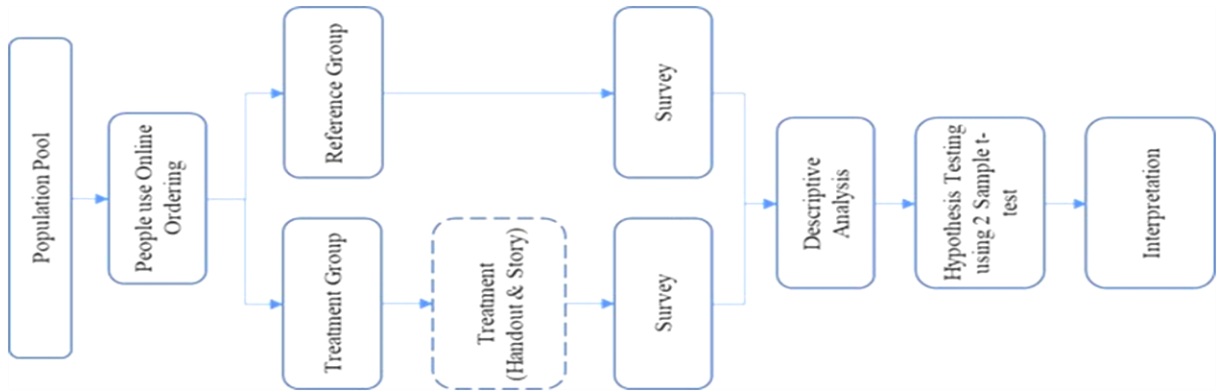 Population Pool
People use Online
Ordering
Treatment Group
Reference Group
Treatment
(Handout & Story)
Survey
Survey
Descriptive
Analysis
Hypothesis Testing
using 2 Sample t-
test
Interpretation